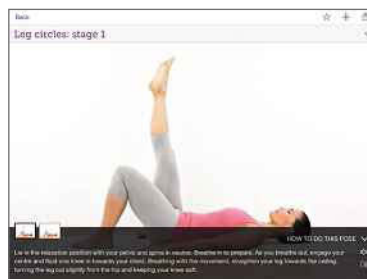 Back
Leg circles: stage 1
HOW TO DO THIS POSE
Lie in the relaxation position with your pelvis and spine in neutral. Breathe in to prepare. As you breathe out, engage your
centre and float one knee in towards your chest. Breathing with the movement, straighten your leg towards the ceiling,
turning the leg out slightly from the hip and keeping your knee soft.